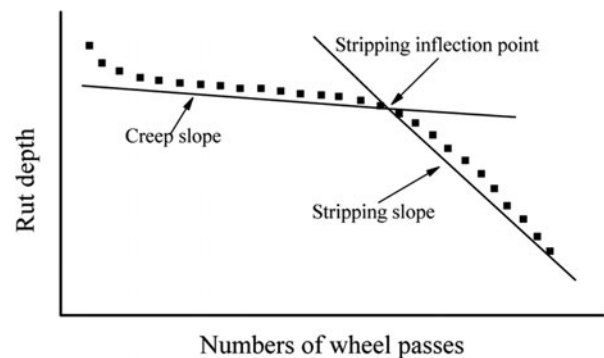 Stripping inflection point
Creep slope
Stripping slope
Rut depth
Numbers of wheel passes